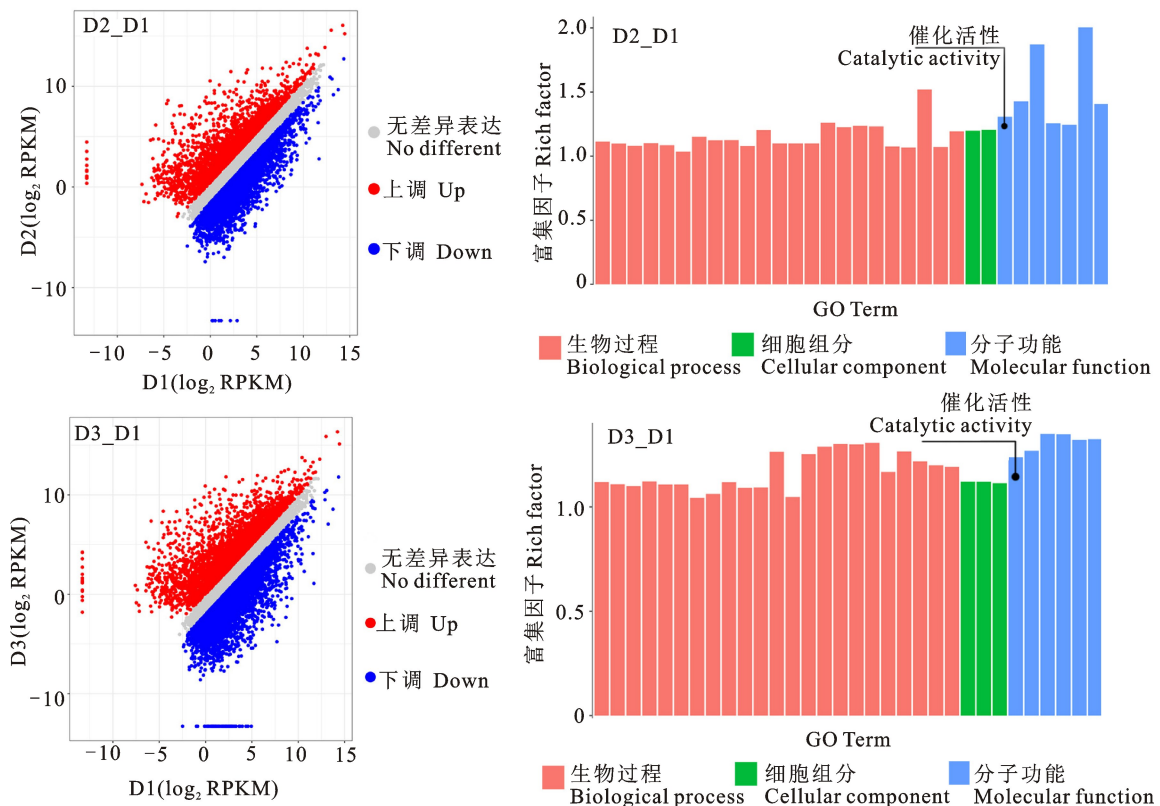 D2_D1
D2(log₂ RPKM)
10
0
−10
−10
−5
0
5
10
15
D1(log₂ RPKM)
无差异表达
No different
上调 Up
下调 Down
D2_D1
催化活性
Catalytic activity
富集因子 Rich factor
2.0
1.5
1.0
0.5
0
GO Term
生物过程
Biological process
细胞组分
Cellular component
分子功能
Molecular function
D3_D1
D3(log₂ RPKM)
10
0
−10
−10
−5
0
5
10
15
D1(log₂ RPKM)
无差异表达
No different
上调 Up
下调 Down
D3_D1
催化活性
Catalytic activity
富集因子 Rich factor
1.0
0.5
0
GO Term
生物过程
Biological process
细胞组分
Cellular component
分子功能
Molecular function